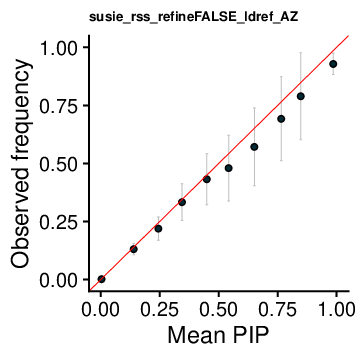 susie_rss_refineFALSE_ldref_AZ
1.00
0.75
0.50
0.25
0.00
Observed frequency
0.00 0.25 0.50 0.75 1.00
Mean PIP